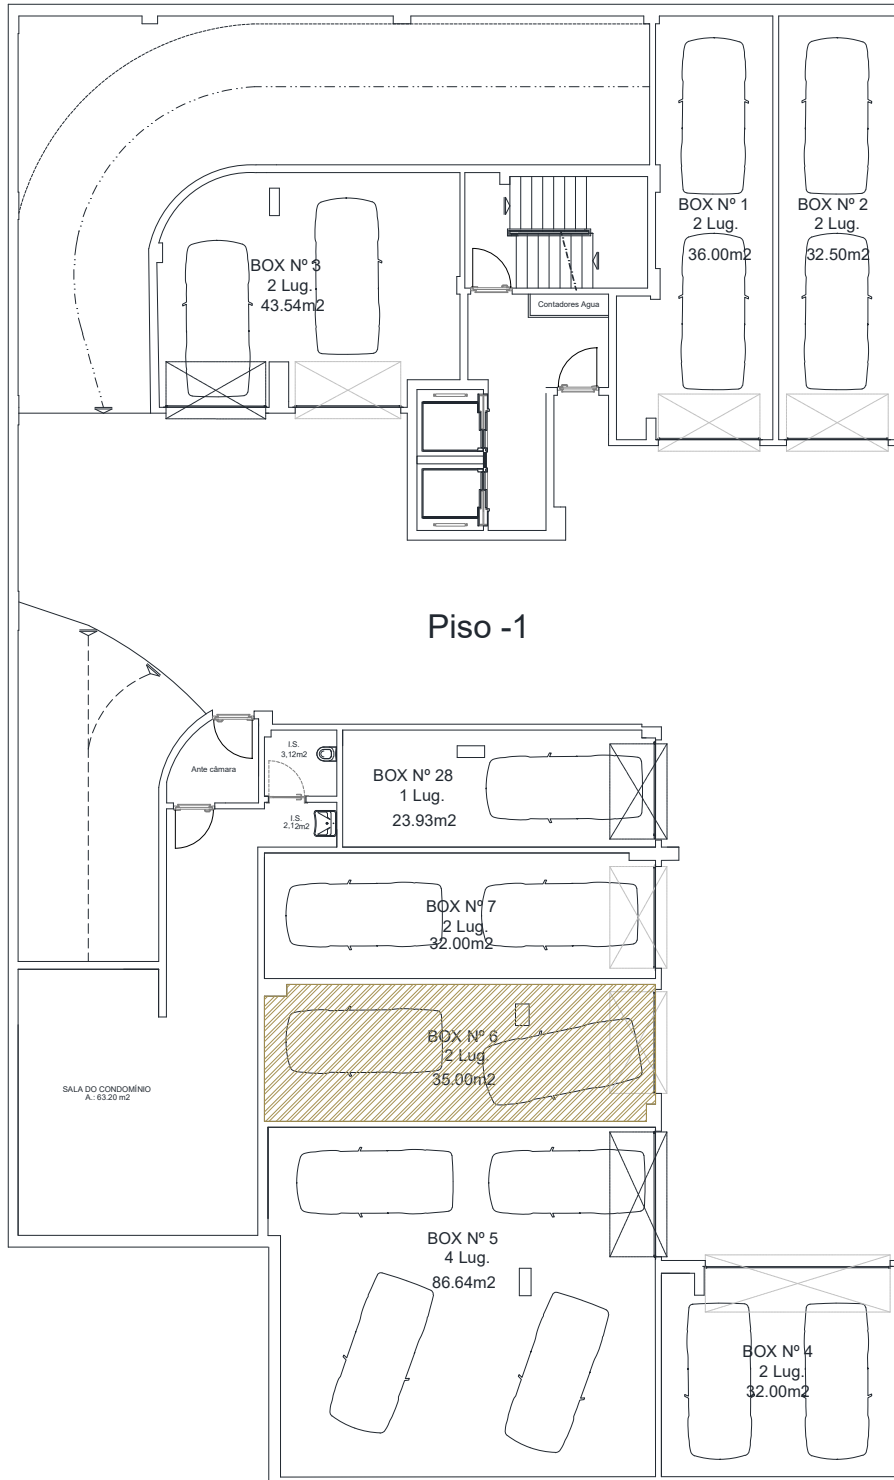 BOX Nº 1
2 Lug.
36.00m2
BOX Nº 2
2 Lug.
32.50m2
BOX Nº 3
2 Lug.
43.54m2
Contadores Agua
Piso -1
Ante câmara
I.S.
3,12m2
I.S.
2,12m2
BOX Nº 28
1 Lug.
23.93m2
BOX Nº 7
2 Lug.
32.00m2
BOX Nº 6
2 Lug.
35.00m2
SALA DO CONDOMÍNIO
A.: 63.20 m2
BOX Nº 5
4 Lug.
86.64m2
BOX Nº 4
2 Lug.
32.00m2